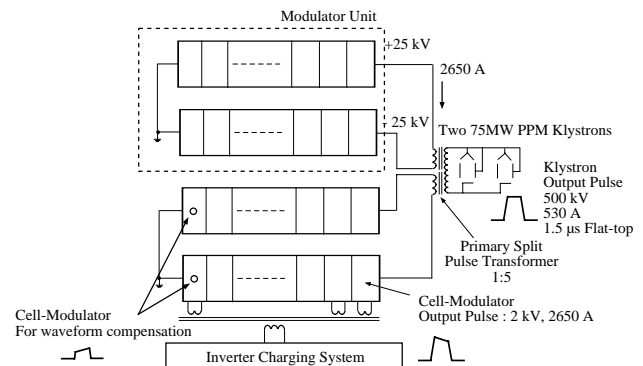 Modulator Unit
+25 kV
2650 A
- 25 kV
Two 75MW PPM Klystrons
Klystron
Output Pulse
500 kV
530 A
1.5 µs Flat-top
Primary Split
Pulse Transformer
1:5
Cell-Modulator
Output Pulse : 2 kV, 2650 A
Cell-Modulator
For waveform compensation
Inverter Charging System